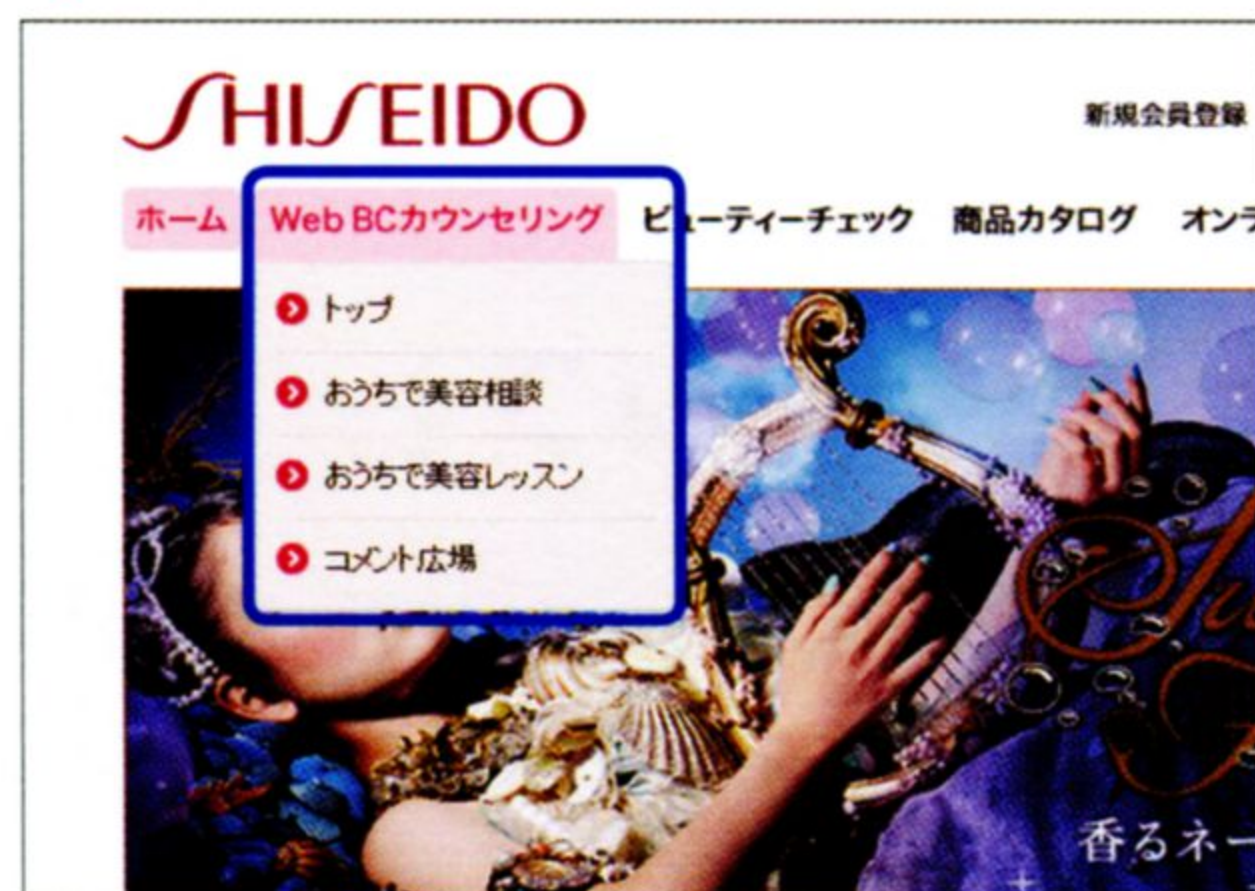 SHISEIDO
新規会員登録
ホーム Web BCカウンセリング ビューティーチェック 商品カタログ オンラ
トップ
おうちで美容相談
おうちで美容レッスン
コメント広場
香るネー